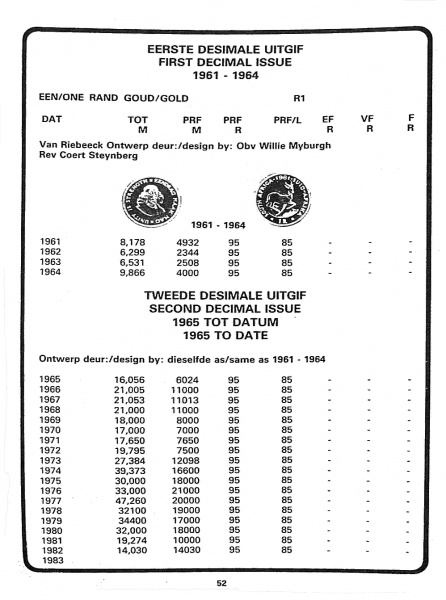 EERSTE DESIMALE UITGIF
FIRST DECIMAL ISSUE
1961 - 1964
EEN/ONE RAND GOUD/GOLD R1
DAT TOT PRF PRF PRF/L EF VF F
M M R R R R
Van Riebeeck Ontwerp deur:/design by: Obv Willie Myburgh
Rev Coert Steynberg
1961 - 1964
1961 8,178 4932 95 85 - - -
1962 6,299 2344 95 85 - - -
1963 6,531 2508 95 85 - - -
1964 9,866 4000 95 85 - - -
TWEEDE DESIMALE UITGIF
SECOND DECIMAL ISSUE
1965 TOT DATUM
1965 TO DATE
Ontwerp deur:/design by: dieselfde as/same as 1961 - 1964
1965 16,056 6024 95 85 - - -
1966 21,005 11000 95 85 - - -
1967 21,053 11013 95 85 - - -
1968 21,000 11000 95 85 - - -
1969 18,000 8000 95 85 - - -
1970 17,000 7000 95 85 - - -
1971 17,650 7650 95 85 - - -
1972 19,795 7500 95 85 - - -
1973 27,384 12098 95 85 - - -
1974 39,373 16600 95 85 - - -
1975 30,000 18000 95 85 - - -
1976 33,000 21000 95 85 - - -
1977 47,260 20000 95 85 - - -
1978 32100 19000 95 85 - - -
1979 34400 17000 95 85 - - -
1980 32,000 18000 95 85 - - -
1981 19,274 10000 95 85 - - -
1982 14,030 14030 95 85 - - -
1983
52